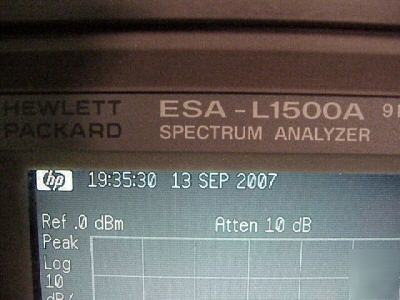 HEWLETT PACKARD
ESA - L1500A
SPECTRUM ANALYZER
hp 19:35:30 13 SEP 2007
Ref .0 dBm Atten 10 dB
Peak
Log
10
dB/